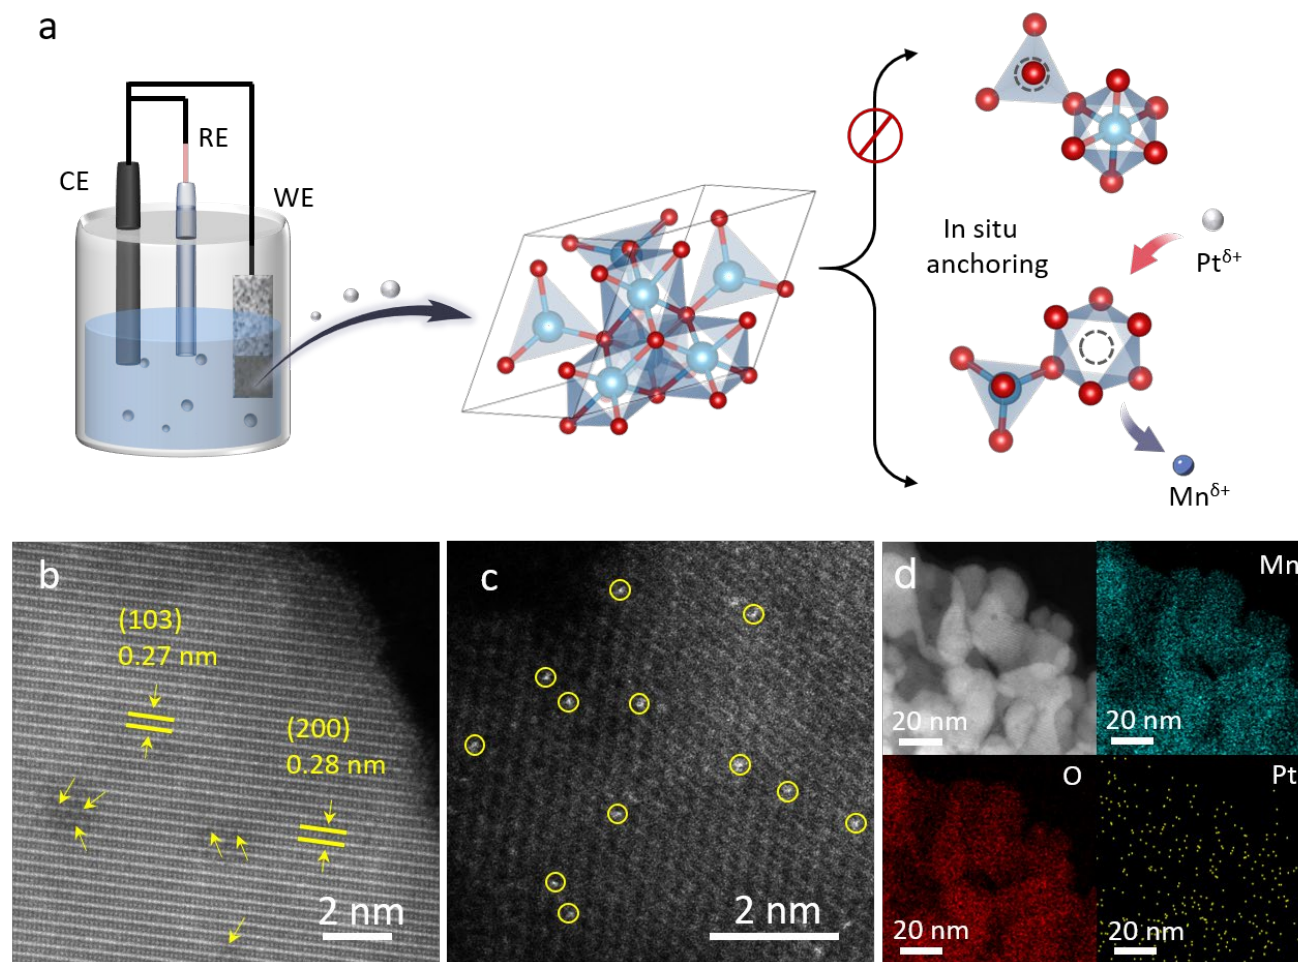 a
RE
CE
WE
In situ
anchoring
Ptδ+
Mnδ+
b
(103)
0.27 nm
(200)
0.28 nm
2 nm
c
2 nm
d
20 nm
Mn
20 nm
O
20 nm
Pt
20 nm